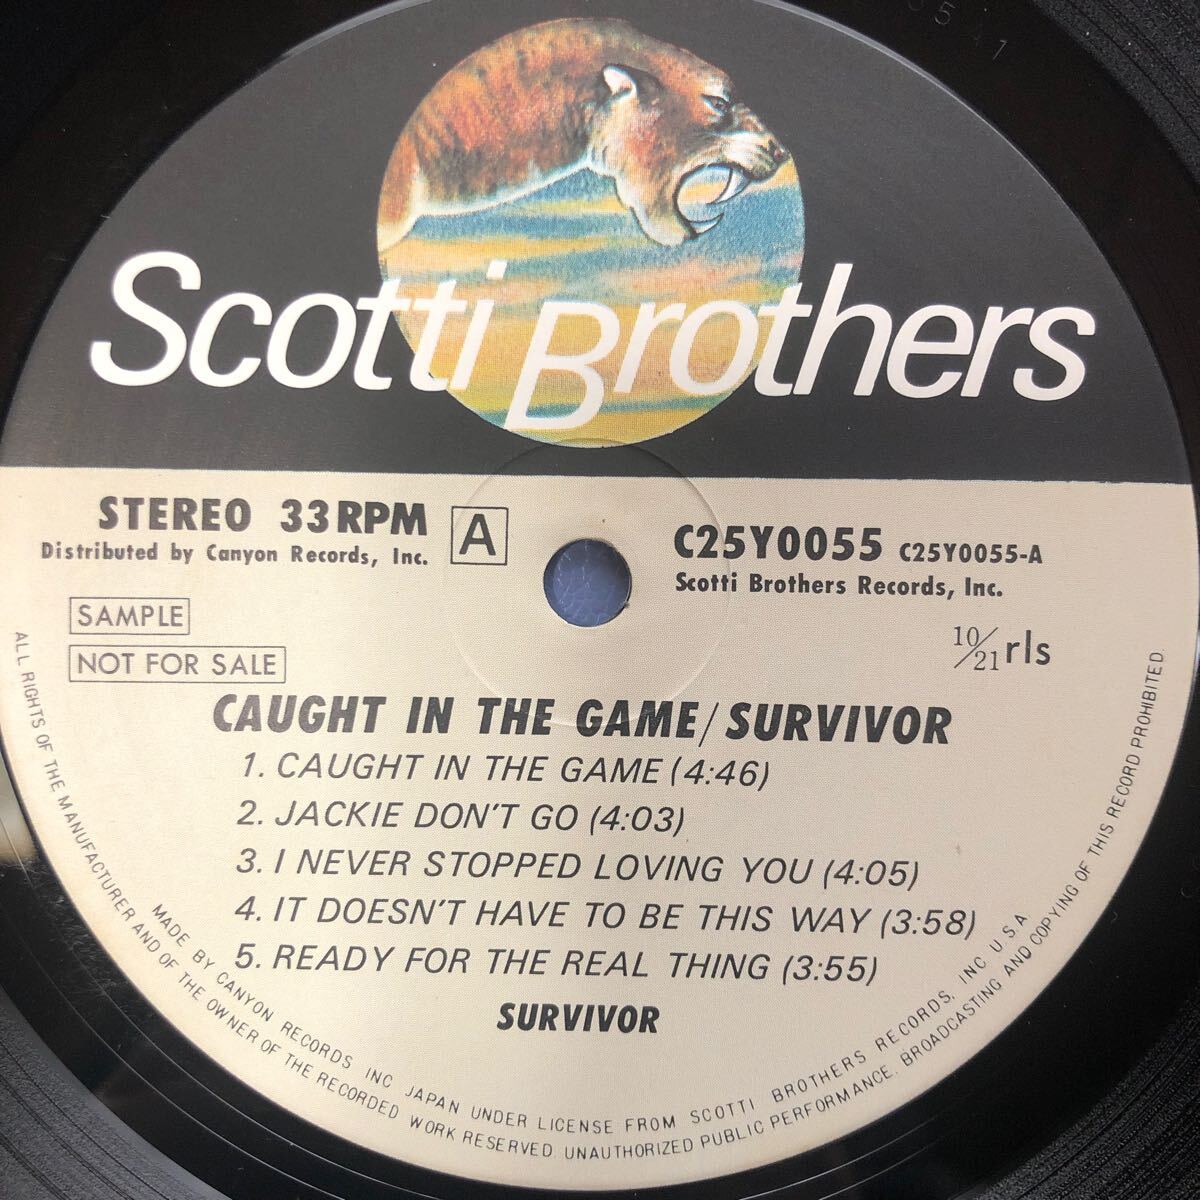 Scotti Brothers
STEREO 33RPM
A
C25Y0055 C25Y0055-A
Distributed by Canyon Records, Inc.
Scotti Brothers Records, Inc.
SAMPLE
NOT FOR SALE
10/21 rls
CAUGHT IN THE GAME/SURVIVOR
1. CAUGHT IN THE GAME (4:46)
2. JACKIE DON'T GO (4:03)
3. I NEVER STOPPED LOVING YOU (4:05)
4. IT DOESN'T HAVE TO BE THIS WAY (3:58)
5. READY FOR THE REAL THING (3:55)
SURVIVOR
MADE BY CANYON RECORDS INC JAPAN UNDER LICENSE FROM SCOTTI BROTHERS RECORDS, INC U.S.A
ALL RIGHTS OF THE MANUFACTURER AND OF THE OWNER OF THE RECORDED WORK RESERVED. UNAUTHORIZED PUBLIC PERFORMANCE. BROADCASTING AND COPYING OF THIS RECORD PROHIBITED.